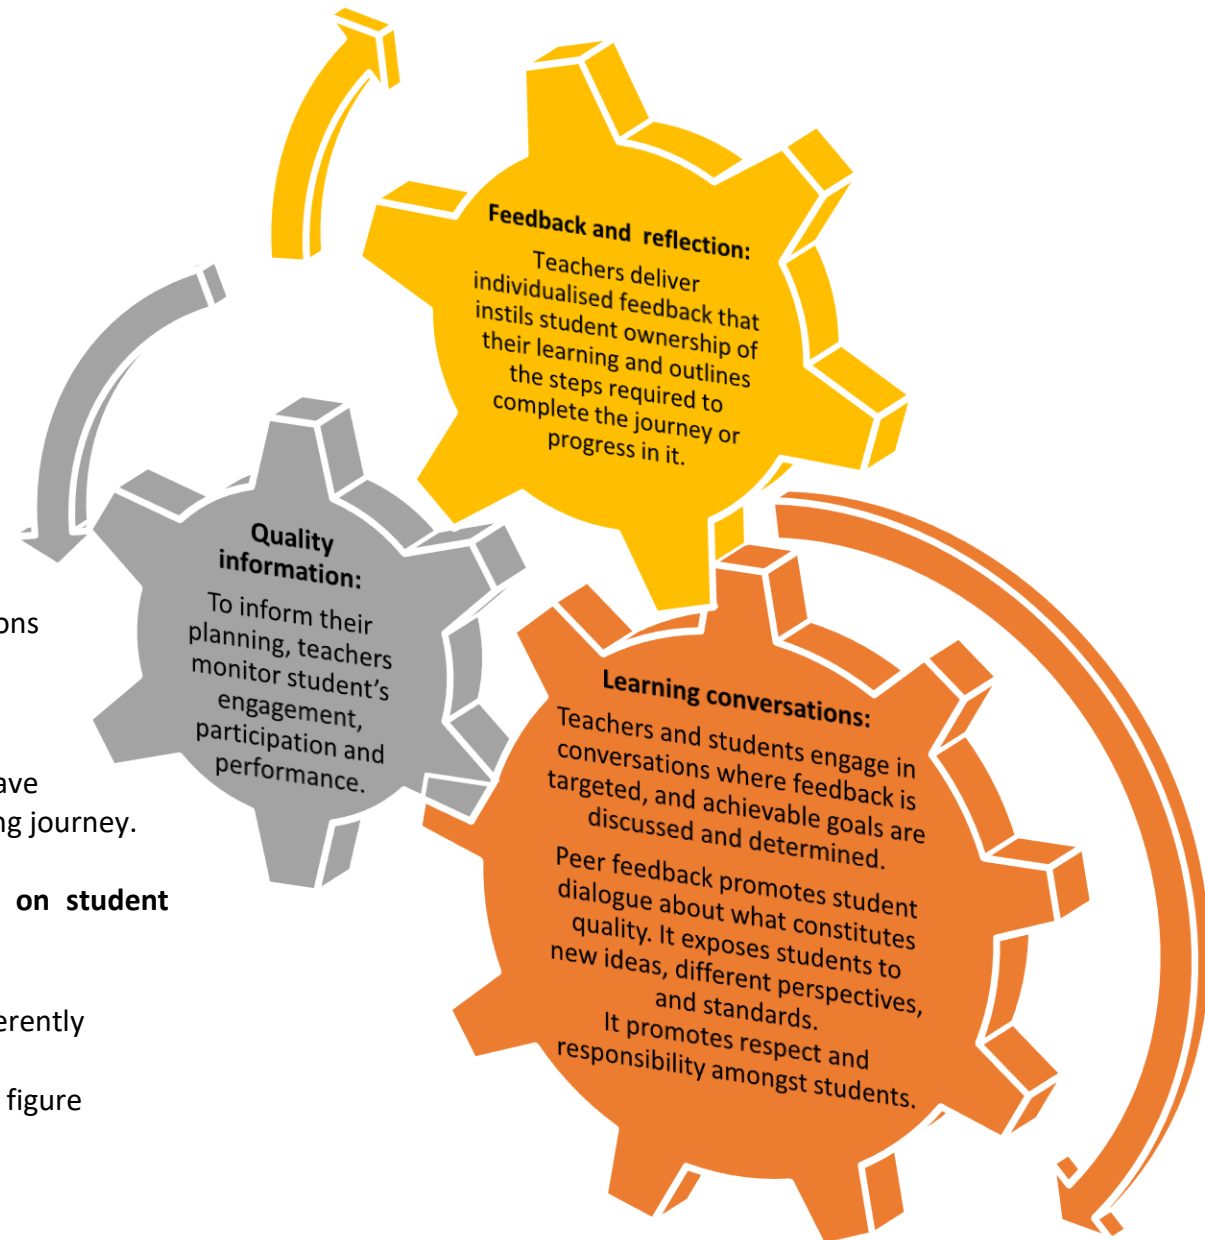 Feedback and reflection:
Teachers deliver
individualised feedback that
instils student ownership of
their learning and outlines
the steps required to
complete the journey or
progress in it.
Quality
information:
To inform their
planning, teachers
monitor student's
engagement,
participation and
performance.
Learning conversations:
Teachers and students engage in
conversations where feedback is
targeted, and achievable goals are
discussed and determined.
Peer feedback promotes student
dialogue about what constitutes
quality. It exposes students to
new ideas, different perspectives,
and standards.
It promotes respect and
responsibility amongst students.
ons
ave
ng journey.
on student
erently
figure